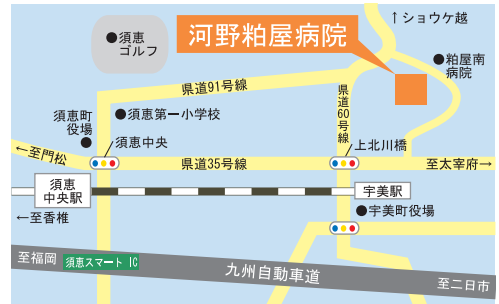 ↑ショウケ越
須恵
ゴルフ
河野粕屋病院
粕屋南
病院
県道91号線
県道60号線
須恵町
役場
須恵第一小学校
須恵中央
上北川橋
←至門松
県道35号線
至太宰府→
須恵
中央駅
宇美駅
←至香椎
宇美町役場
至福岡
須恵スマート IC
九州自動車道
至二日市